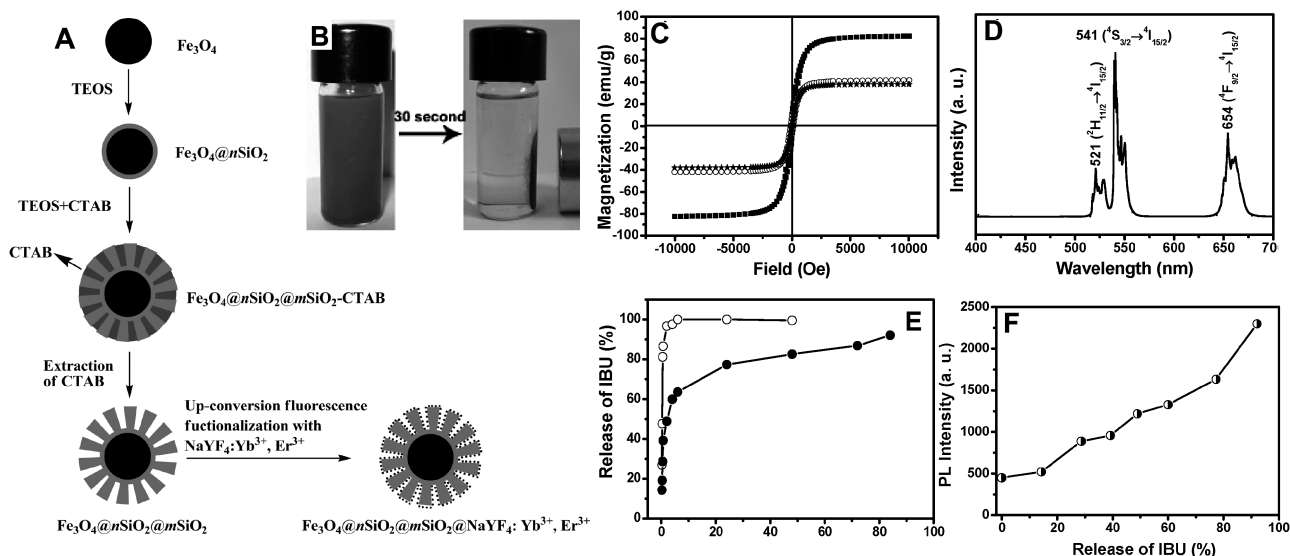 A
Fe₃O₄
TEOS
Fe₃O₄@nSiO₂
TEOS+CTAB
CTAB
Fe₃O₄@nSiO₂@mSiO₂-CTAB
Extraction
of CTAB
Up-conversion fluorescence
fuctionalization with
NaYF₄:Yb³⁺, Er³⁺
Fe₃O₄@nSiO₂@mSiO₂
Fe₃O₄@nSiO₂@mSiO₂@NaYF₄: Yb³⁺, Er³⁺
B
30 second
C
Magnetization (emu/g)
100
80
60
40
20
0
-20
-40
-60
-80
-100
-10000 -5000 0 5000 10000
Field (Oe)
D
Intensity (a. u.)
521 (²H₁₁/₂→⁴I₁₅/₂)
541 (⁴S₃/₂→⁴I₁₅/₂)
654 (⁴F₉/₂→⁴I₁₅/₂)
400 450 500 550 600 650 70
Wavelength (nm)
E
Release of IBU (%)
100
80
60
40
20
0
0 20 40 60 80
F
PL Intensity (a. u.)
2500
2000
1500
1000
500
0
0 20 40 60 80 100
Release of IBU (%)